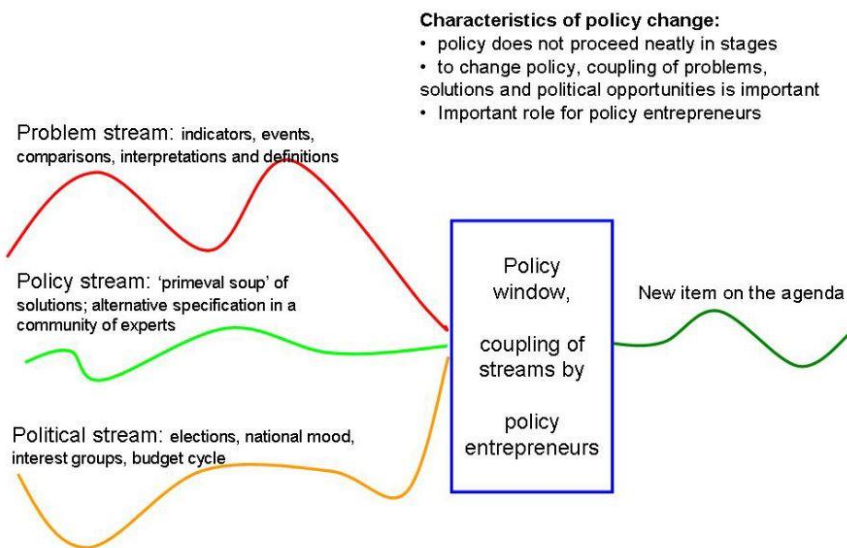 Characteristics of policy change:
• policy does not proceed neatly in stages
• to change policy, coupling of problems,
solutions and political opportunities is important
• Important role for policy entrepreneurs
Problem stream: indicators, events,
comparisons, interpretations and definitions
Policy stream: ‘primeval soup’ of
solutions; alternative specification in a
community of experts
Political stream: elections, national mood,
interest groups, budget cycle
Policy
window,
coupling of
streams by
policy
entrepreneurs
New item on the agenda